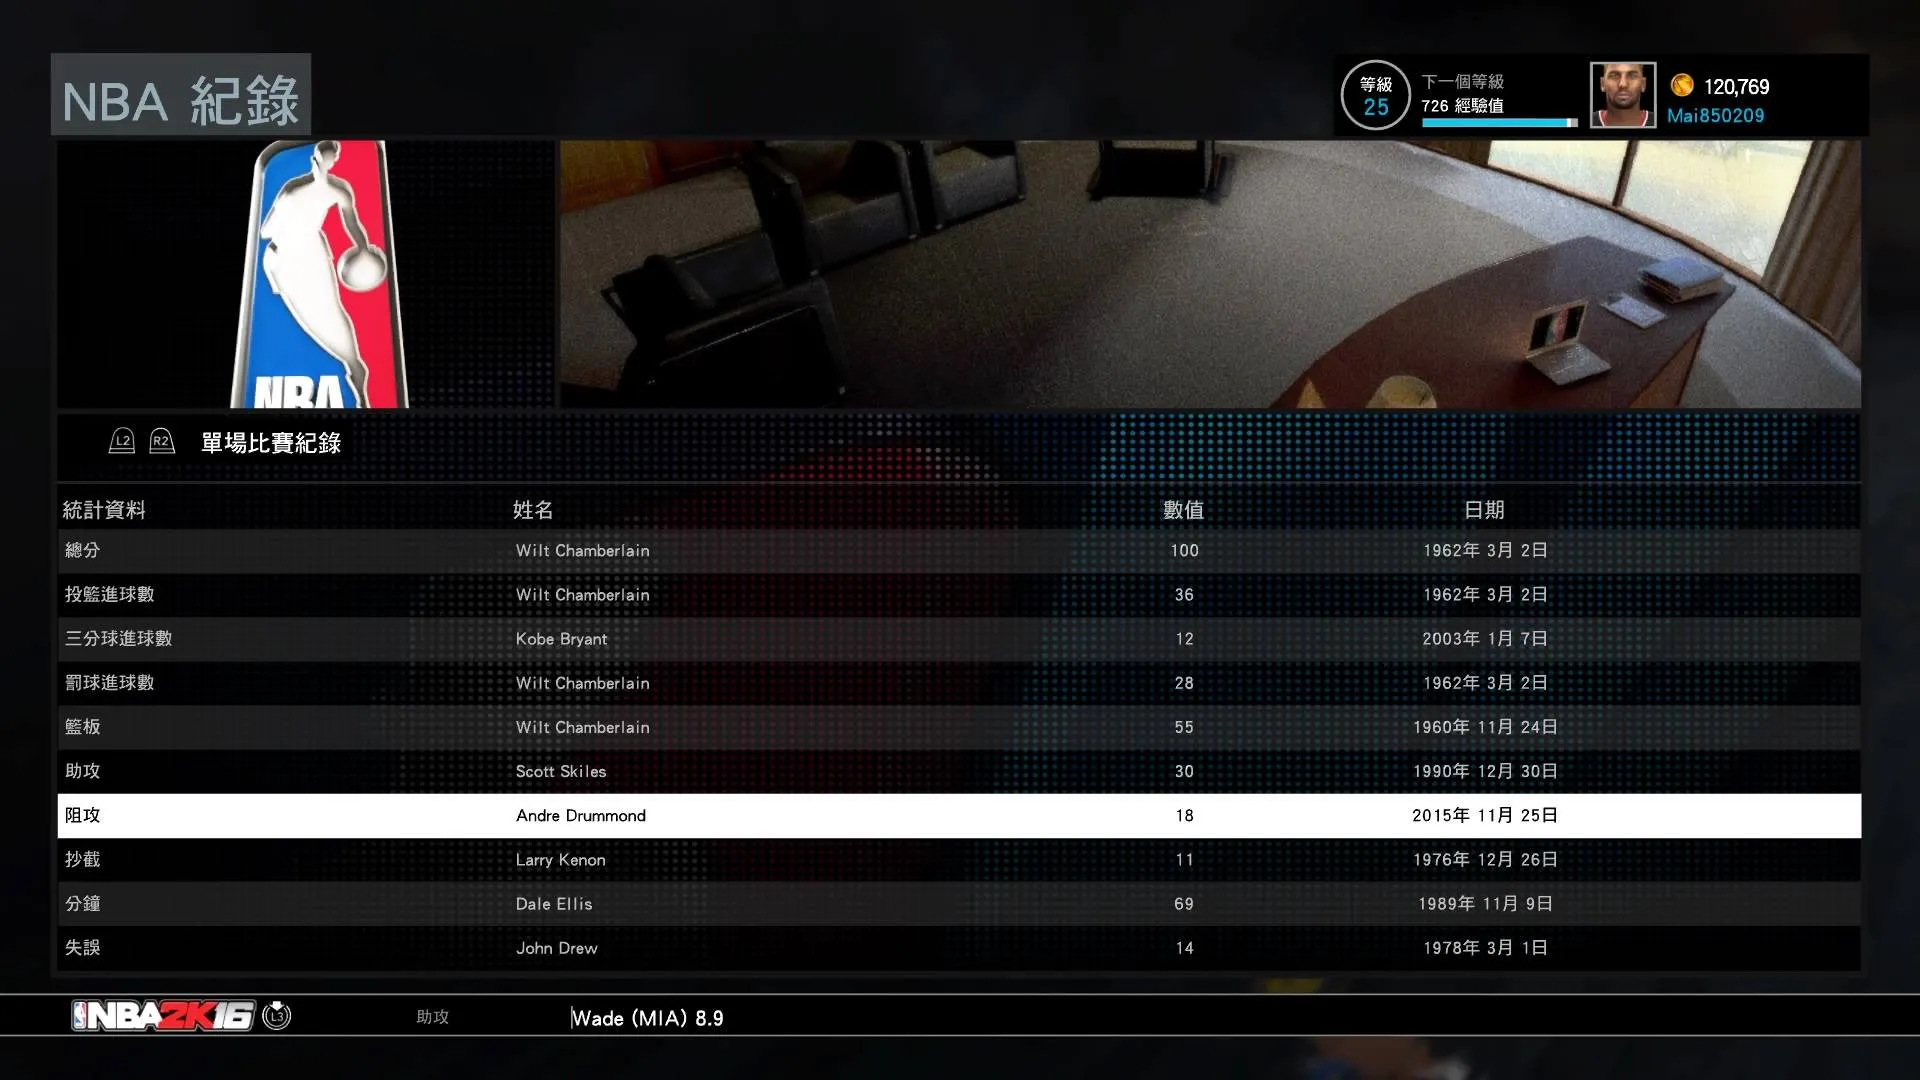 NBA 紀錄
等級
25
下一個等級
726 經驗值
120,769
Mai850209
NBA
L2 R2 單場比賽紀錄
統計資料 姓名 數值 日期
總分 Wilt Chamberlain 100 1962年 3月 2日
投籃進球數 Wilt Chamberlain 36 1962年 3月 2日
三分球進球數 Kobe Bryant 12 2003年 1月 7日
罰球進球數 Wilt Chamberlain 28 1962年 3月 2日
籃板 Wilt Chamberlain 55 1960年 11月 24日
助攻 Scott Skiles 30 1990年 12月 30日
阻攻 Andre Drummond 18 2015年 11月 25日
抄截 Larry Kenon 11 1976年 12月 26日
分鐘 Dale Ellis 69 1989年 11月 9日
失誤 John Drew 14 1978年 3月 1日
NBA2K16 L3 助攻 Wade (MIA) 8.9